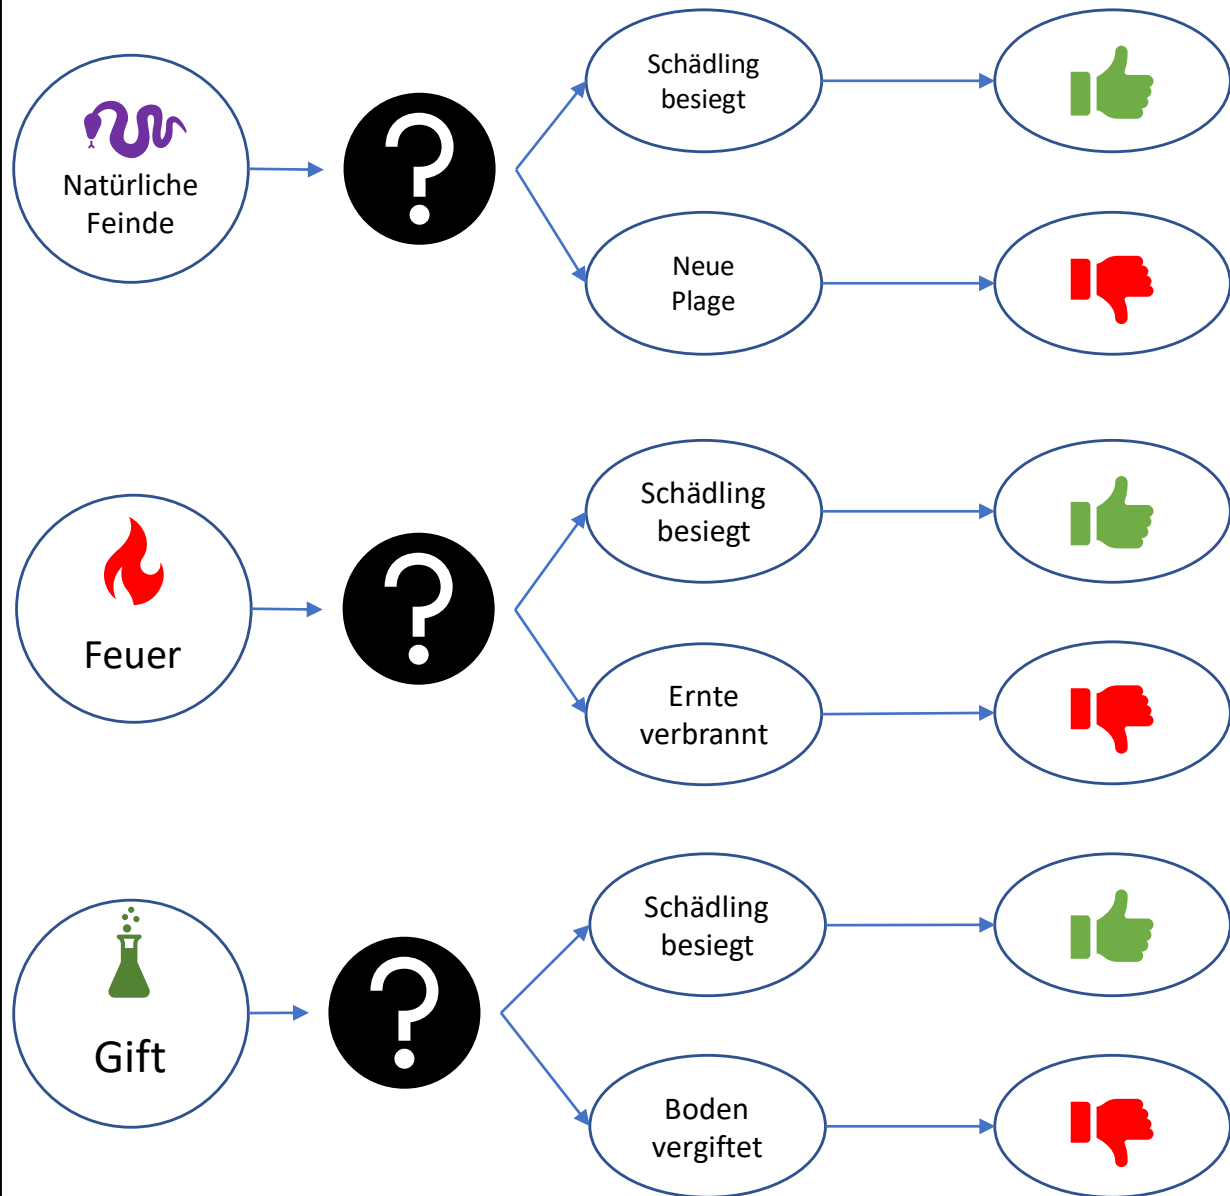 Natürliche
Feinde
?
Schädling
besiegt
Neue
Plage
Feuer
?
Schädling
besiegt
Ernte
verbrannt
Gift
?
Schädling
besiegt
Boden
vergiftet